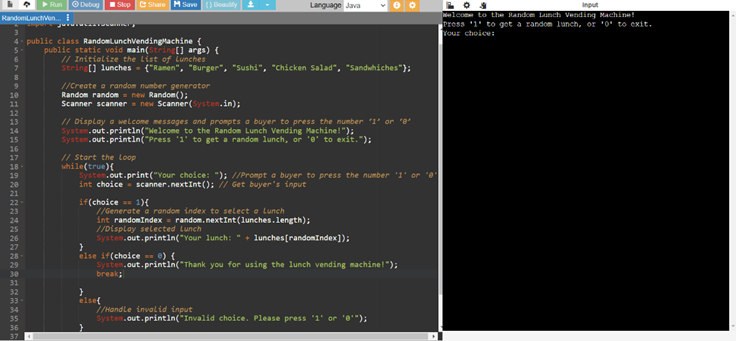 Run Debug Stop Share Save { } Beautify Language Java
RandomLunchVen...
Input
2 import java.util.Scanner;
3
4 public class RandomLunchVendingMachine {
5 public static void main(String[] args) {
6 // Initialize the List of Lunches
7 String[] lunches = {"Ramen", "Burger", "Sushi", "Chicken Salad", "Sandwhiches"};
8
9 //Create a random number generator
10 Random random = new Random();
11 Scanner scanner = new Scanner(System.in);
12
13 // Display a welcome messages and prompts a buyer to press the number ‘1’ or ‘0’
14 System.out.println("Welcome to the Random Lunch Vending Machine!");
15 System.out.println("Press '1' to get a random lunch, or '0' to exit.");
16
17 // Start the Loop
18 while(true){
19 System.out.print("Your choice: "); //Prompt a buyer to press the number '1' or '0'
20 int choice = scanner.nextInt(); // Get buyer's input
21
22 if(choice == 1){
23 //Generate a random index to select a Lunch
24 int randomIndex = random.nextInt(lunches.length);
25 //Display selected Lunch
26 System.out.println("Your lunch: " + lunches[randomIndex]);
27 }
28 else if(choice == 0) {
29 System.out.println("Thank you for using the lunch vending machine!");
30 break;
31
32 }
33 else{
34 //Handle invalid input
35 System.out.println("Invalid choice. Please press '1' or '0'");
36 }
37
Welcome to the Random Lunch Vending Machine!
Press '1' to get a random lunch, or '0' to exit.
Your choice: